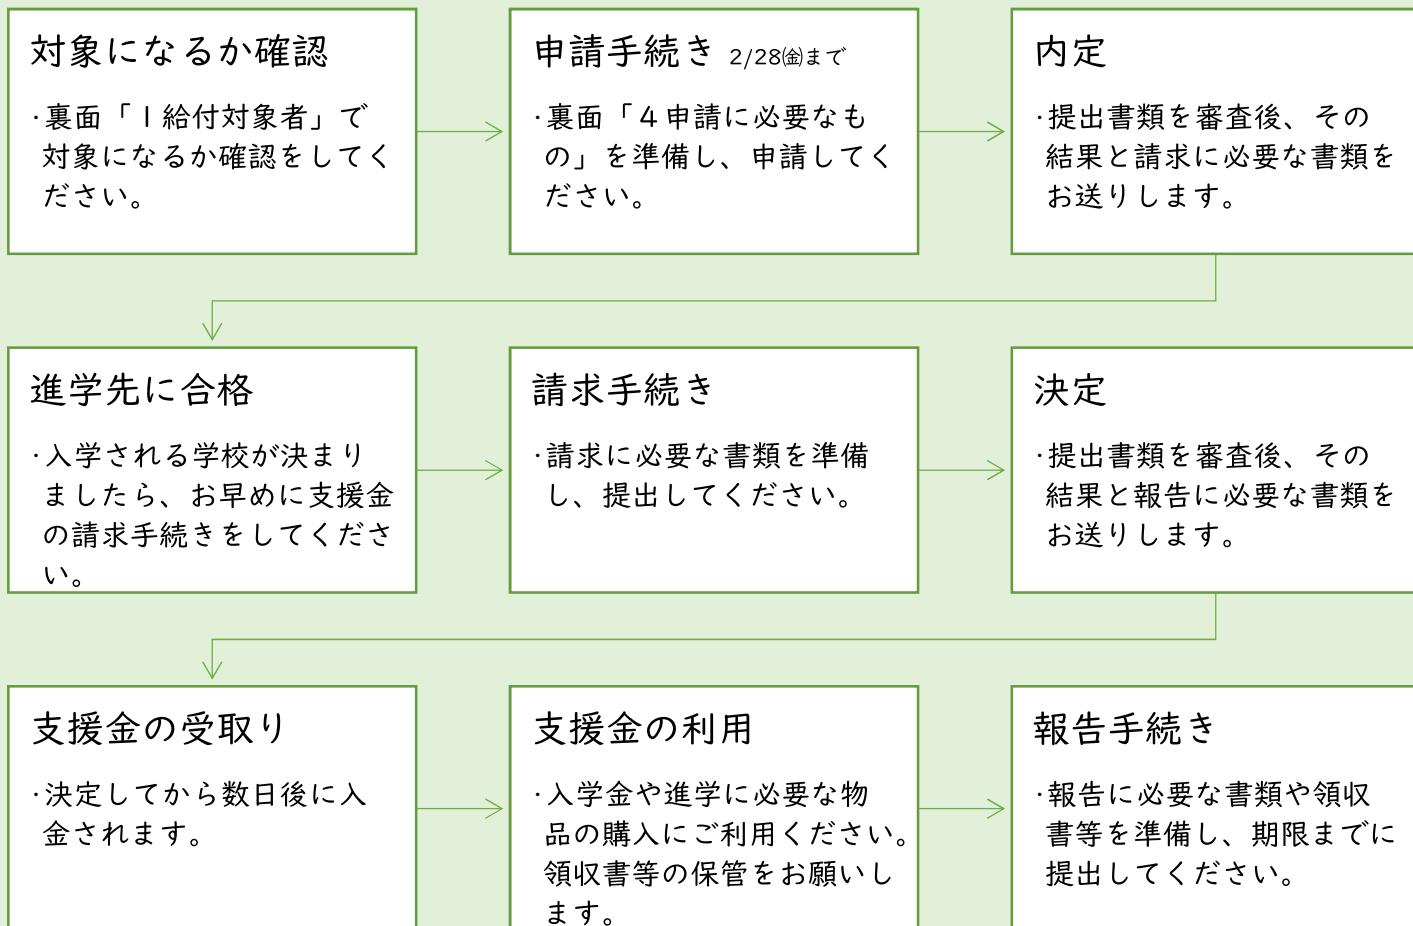 対象になるか確認
・裏面「1給付対象者」で
対象になるか確認をしてく
ださい。
申請手続き 2/28㈮まで
・裏面「4申請に必要なも
の」を準備し、申請してく
ださい。
内定
・提出書類を審査後、その
結果と請求に必要な書類を
お送りします。
進学先に合格
・入学される学校が決まり
ましたら、お早めに支援金
の請求手続きをしてくださ
い。
請求手続き
・請求に必要な書類を準備
し、提出してください。
決定
・提出書類を審査後、その
結果と報告に必要な書類を
お送りします。
支援金の受取り
・決定してから数日後に入
金されます。
支援金の利用
・入学金や進学に必要な物
品の購入にご利用ください。
領収書等の保管をお願いし
ます。
報告手続き
・報告に必要な書類や領収
書等を準備し、期限までに
提出してください。